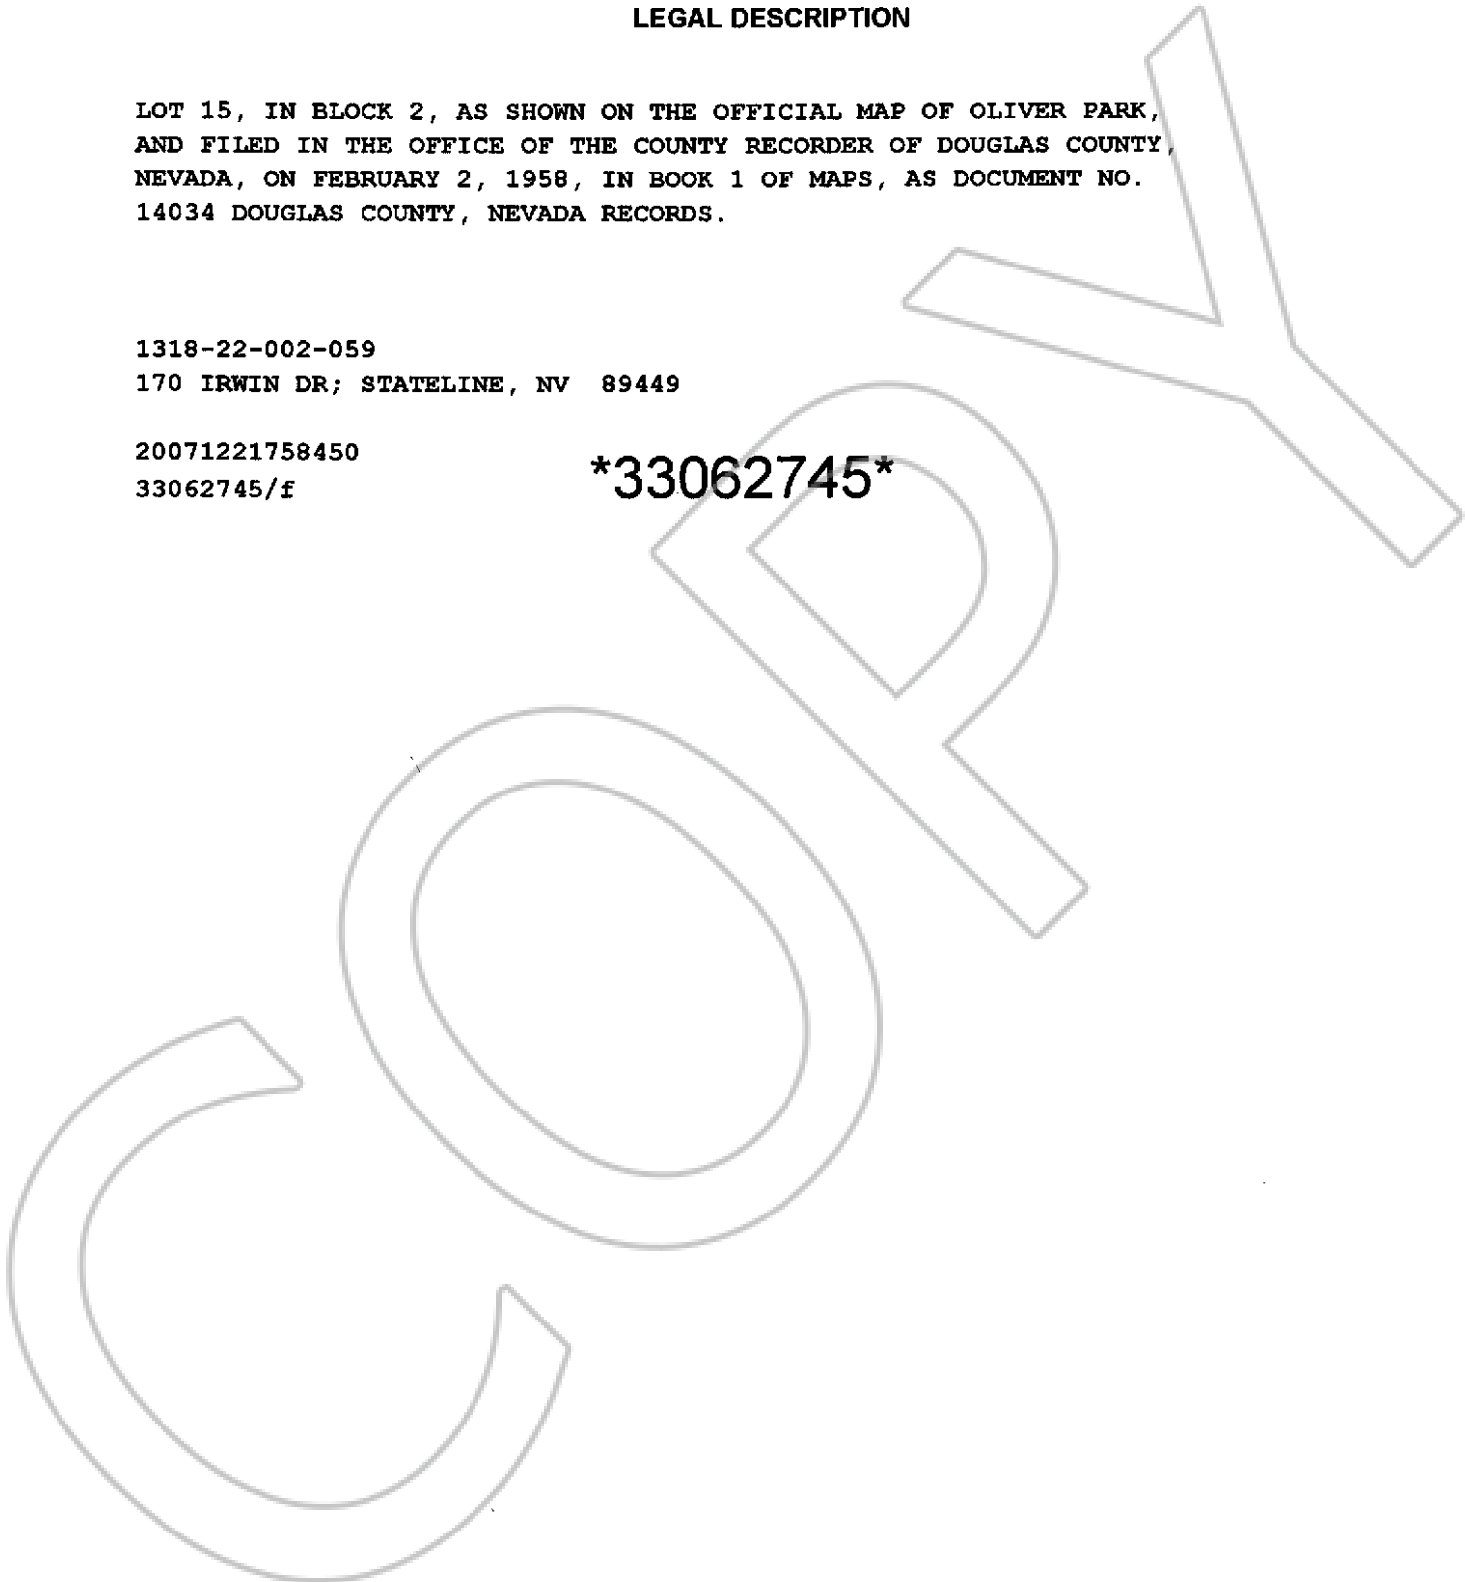 LEGAL DESCRIPTION
LOT 15, IN BLOCK 2, AS SHOWN ON THE OFFICIAL MAP OF OLIVER PARK,
AND FILED IN THE OFFICE OF THE COUNTY RECORDER OF DOUGLAS COUNTY,
NEVADA, ON FEBRUARY 2, 1958, IN BOOK 1 OF MAPS, AS DOCUMENT NO.
14034 DOUGLAS COUNTY, NEVADA RECORDS.
1318-22-002-059
170 IRWIN DR; STATELINE, NV  89449
20071221758450
33062745/f
*33062745*
COPY